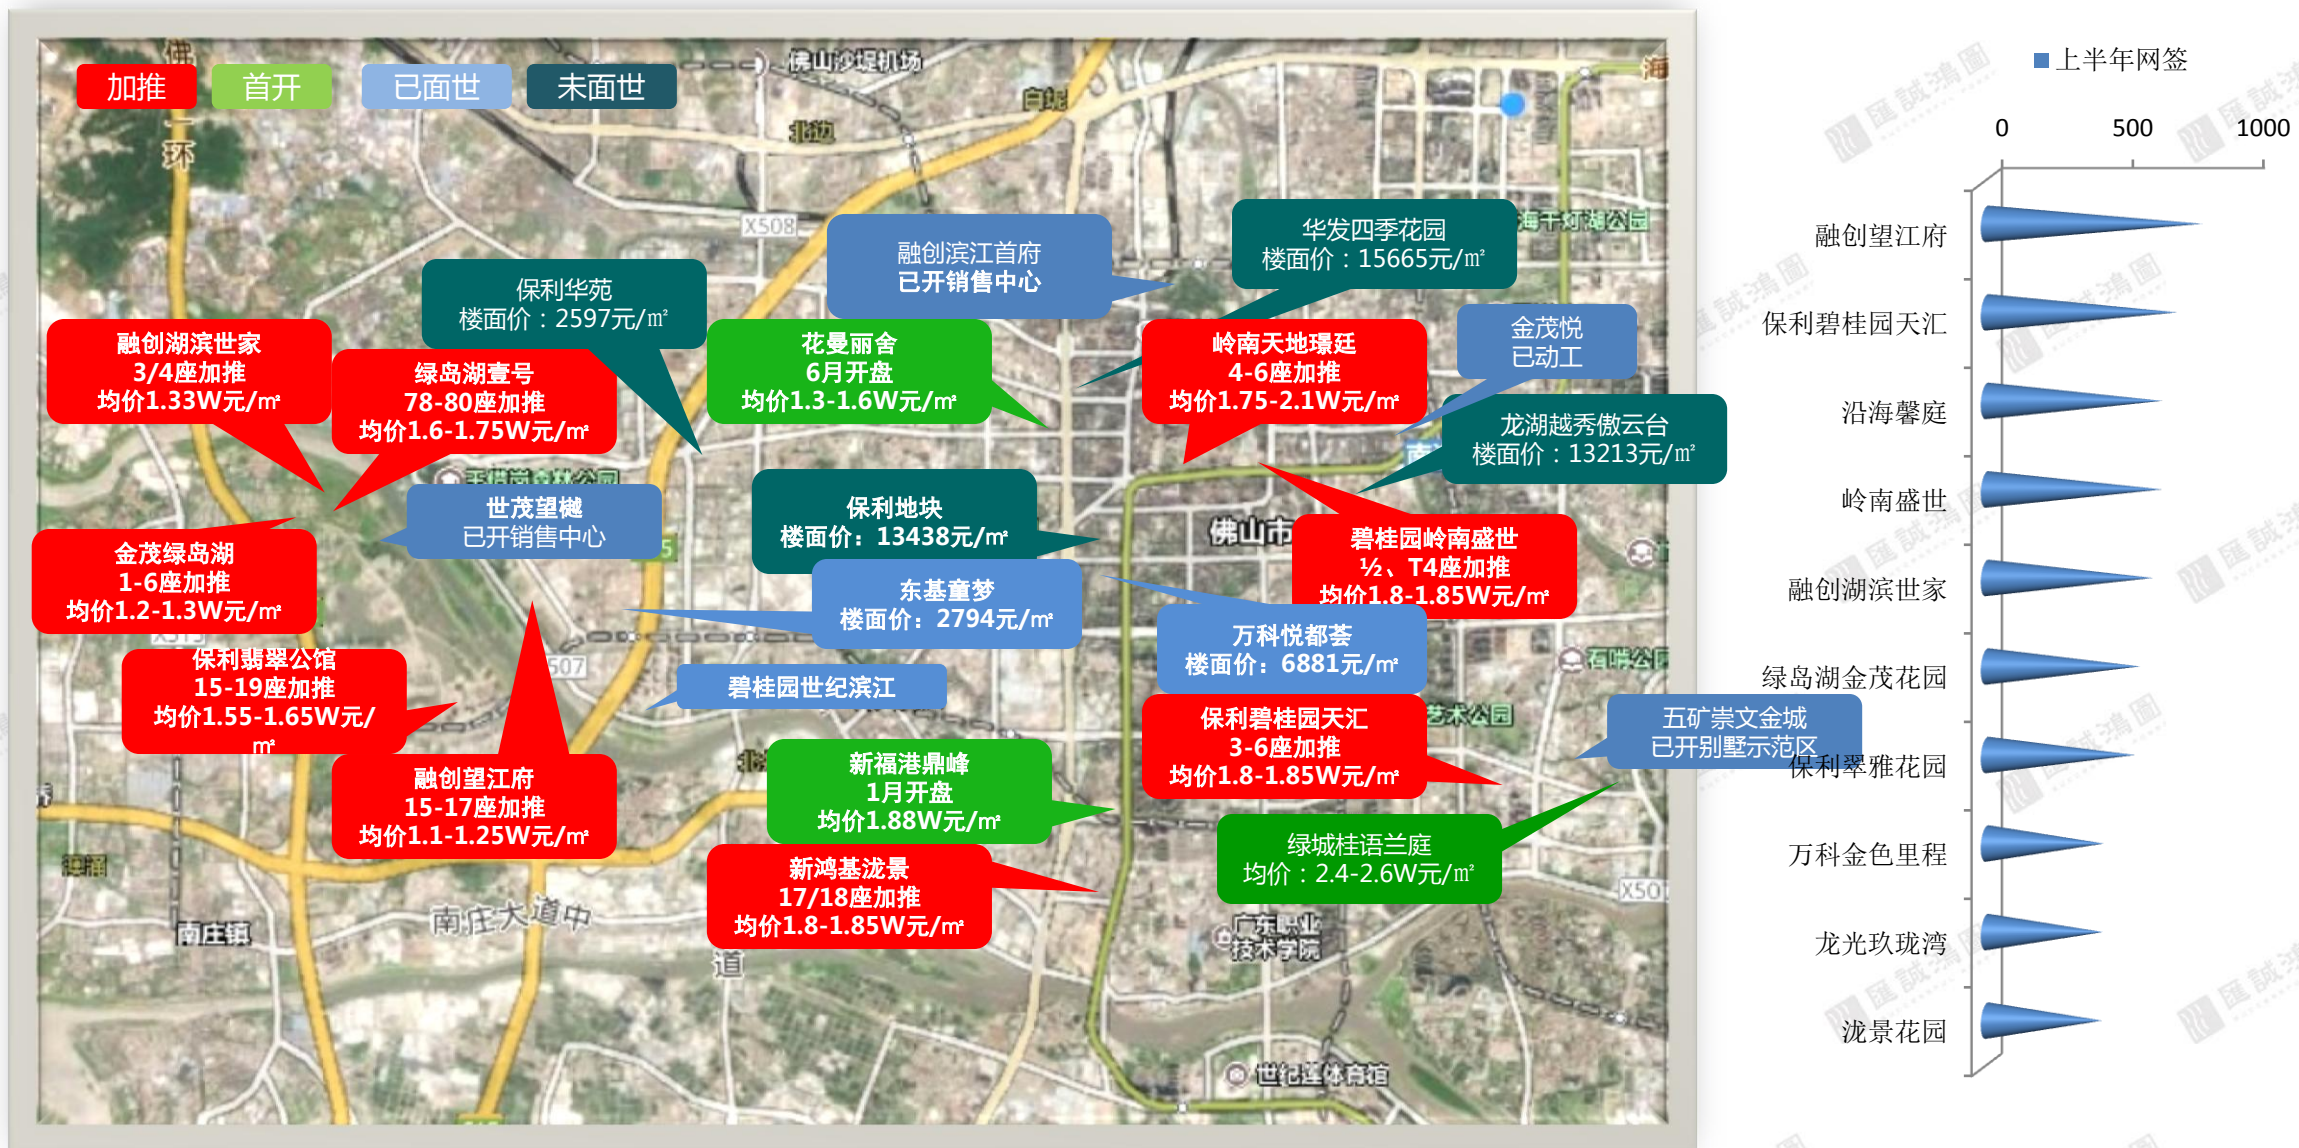 加推
首开
已面世
未面世
佛山沙堤机场
北边
X508
融创滨江首府
已开销售中心
华发四季花园
楼面价：15665元/㎡
保利华苑
楼面价：2597元/㎡
融创湖滨世家
3/4座加推
均价1.33W元/㎡
绿岛湖壹号
78-80座加推
均价1.6-1.75W元/㎡
花曼丽舍
6月开盘
均价1.3-1.6W元/㎡
岭南天地璟廷
4-6座加推
均价1.75-2.1W元/㎡
金茂悦
已动工
龙湖越秀傲云台
楼面价：13213元/㎡
世茂望樾
已开销售中心
保利地块
楼面价：13438元/㎡
佛山市
碧桂园岭南盛世
½、T4座加推
均价1.8-1.85W元/㎡
金茂绿岛湖
1-6座加推
均价1.2-1.3W元/㎡
东基童梦
楼面价：2794元/㎡
万科悦都荟
楼面价：6881元/㎡
保利翡翠公馆
15-19座加推
均价1.55-1.65W元/
㎡
碧桂园世纪滨江
保利碧桂园天汇
3-6座加推
均价1.8-1.85W元/㎡
艺术公园
五矿崇文金城
已开别墅示范区
融创望江府
15-17座加推
均价1.1-1.25W元/㎡
新福港鼎峰
1月开盘
均价1.88W元/㎡
绿城桂语兰庭
均价：2.4-2.6W元/㎡
新鸿基泷景
17/18座加推
均价1.8-1.85W元/㎡
南庄镇
南庄大道中
道
广东职业
技术学院
世纪莲体育馆
上半年网签
0
500
1000
融创望江府
保利碧桂园天汇
沿海馨庭
岭南盛世
融创湖滨世家
绿岛湖金茂花园
保利翠雅花园
万科金色里程
龙光玖珑湾
泷景花园
匯誠鴻圖